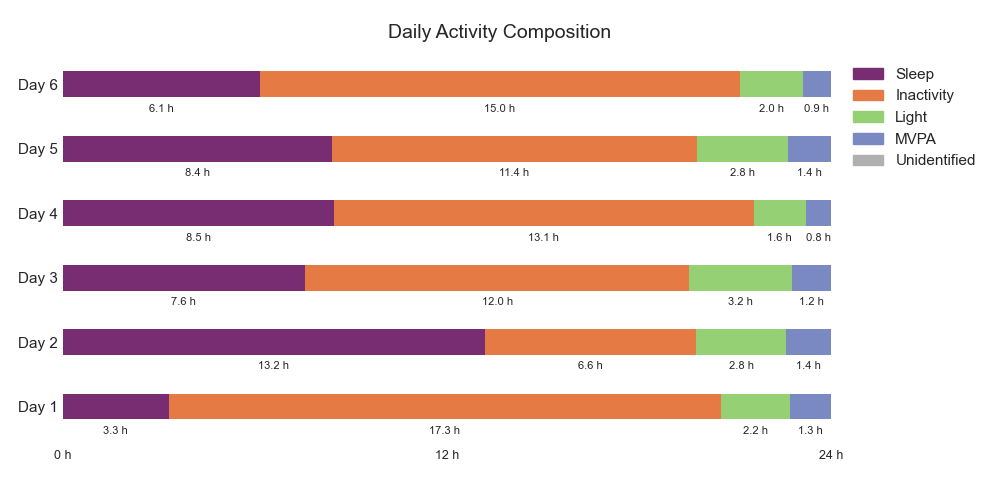 Daily Activity Composition
Day 6
6.1 h 15.0 h 2.0 h 0.9 h
Day 5
8.4 h 11.4 h 2.8 h 1.4 h
Day 4
8.5 h 13.1 h 1.6 h 0.8 h
Day 3
7.6 h 12.0 h 3.2 h 1.2 h
Day 2
13.2 h 6.6 h 2.8 h 1.4 h
Day 1
3.3 h 17.3 h 2.2 h 1.3 h
0 h 12 h 24 h
Sleep
Inactivity
Light
MVPA
Unidentified